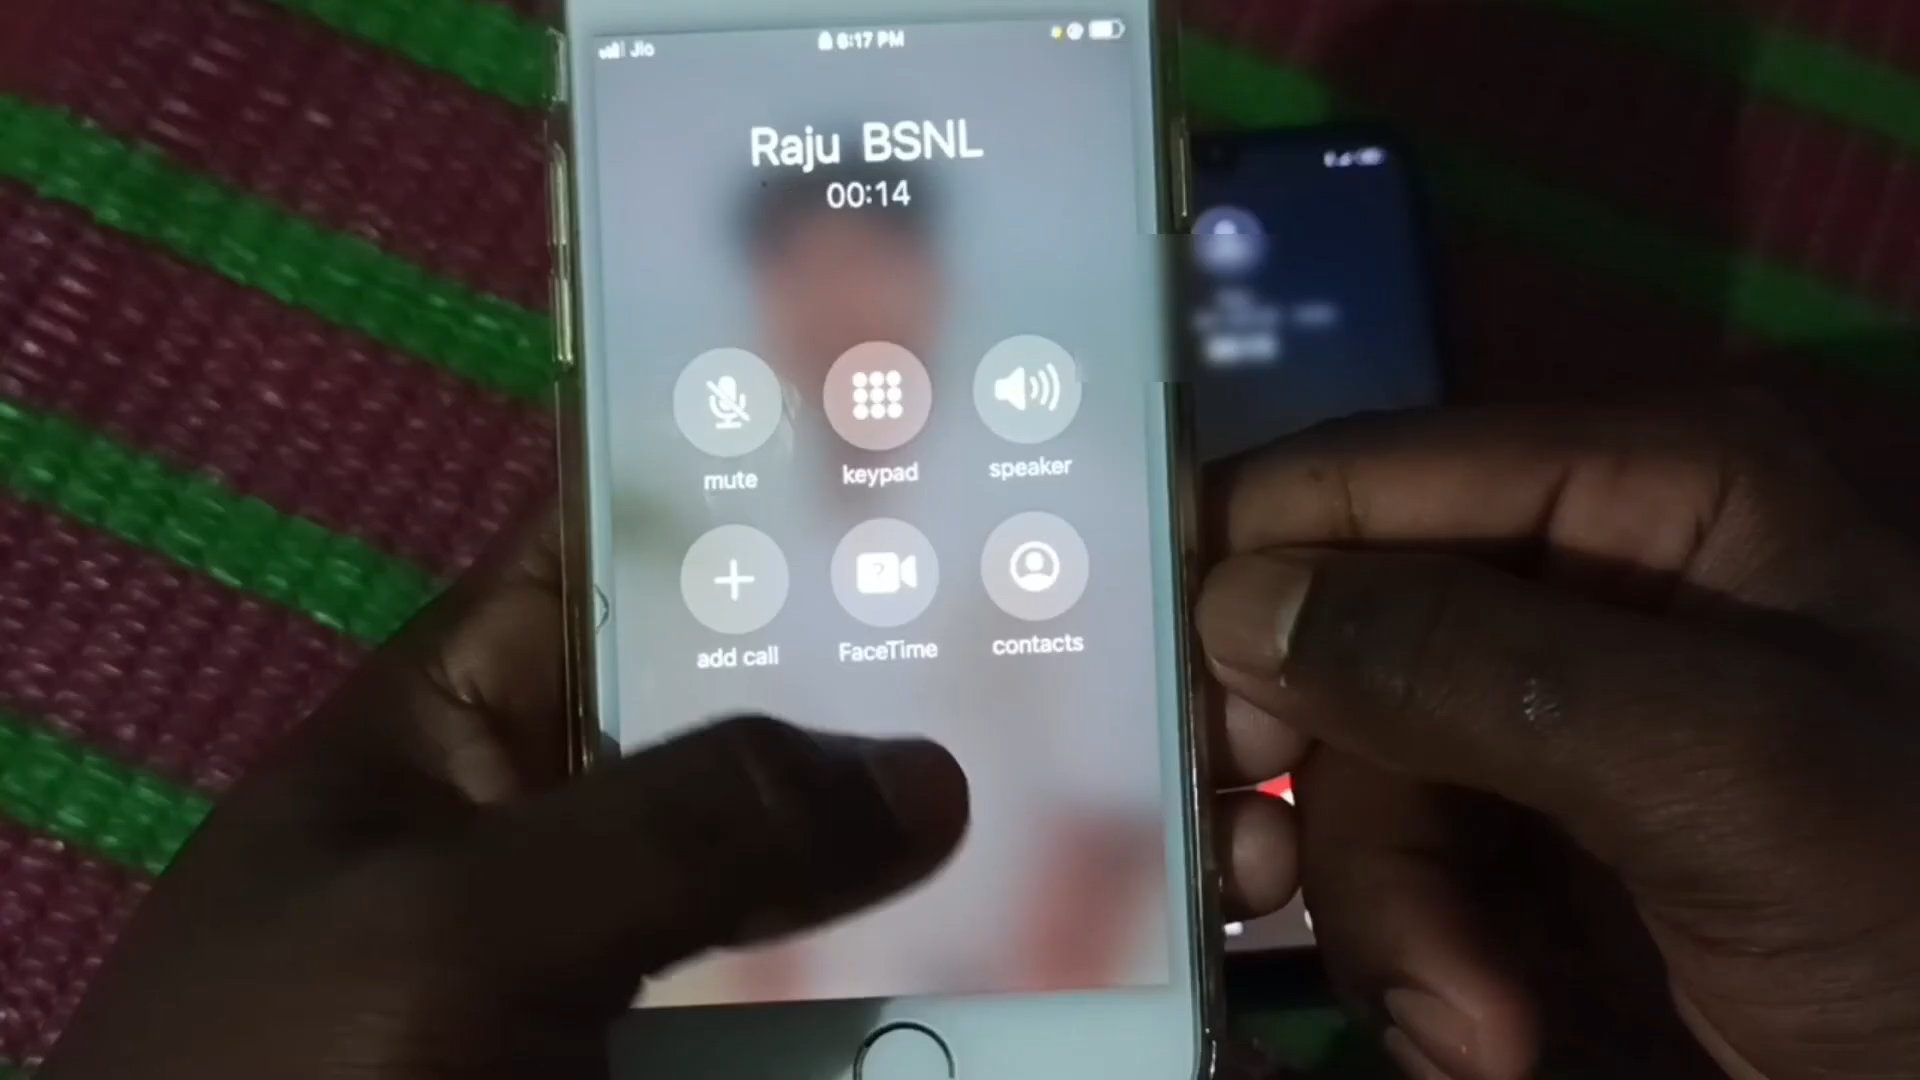 Jio
6:17 PM
Raju BSNL
00:14
mute
keypad
speaker
add call
FaceTime
contacts